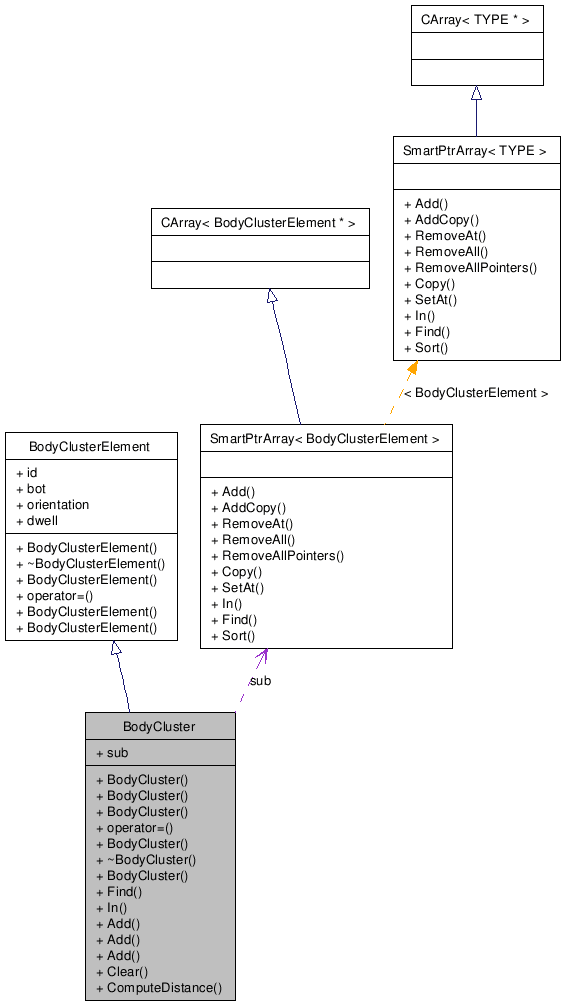 CArray< TYPE * >
SmartPtrArray< TYPE >
+ Add()
+ AddCopy()
+ RemoveAt()
+ RemoveAll()
+ RemoveAllPointers()
+ Copy()
+ SetAt()
+ In()
+ Find()
+ Sort()
CArray< BodyClusterElement * >
< BodyClusterElement >
SmartPtrArray< BodyClusterElement >
+ Add()
+ AddCopy()
+ RemoveAt()
+ RemoveAll()
+ RemoveAllPointers()
+ Copy()
+ SetAt()
+ In()
+ Find()
+ Sort()
BodyClusterElement
+ id
+ bot
+ orientation
+ dwell
+ BodyClusterElement()
+ ~BodyClusterElement()
+ BodyClusterElement()
+ operator=()
+ BodyClusterElement()
+ BodyClusterElement()
sub
BodyCluster
+ sub
+ BodyCluster()
+ BodyCluster()
+ BodyCluster()
+ operator=()
+ BodyCluster()
+ ~BodyCluster()
+ BodyCluster()
+ Find()
+ In()
+ Add()
+ Add()
+ Add()
+ Clear()
+ ComputeDistance()